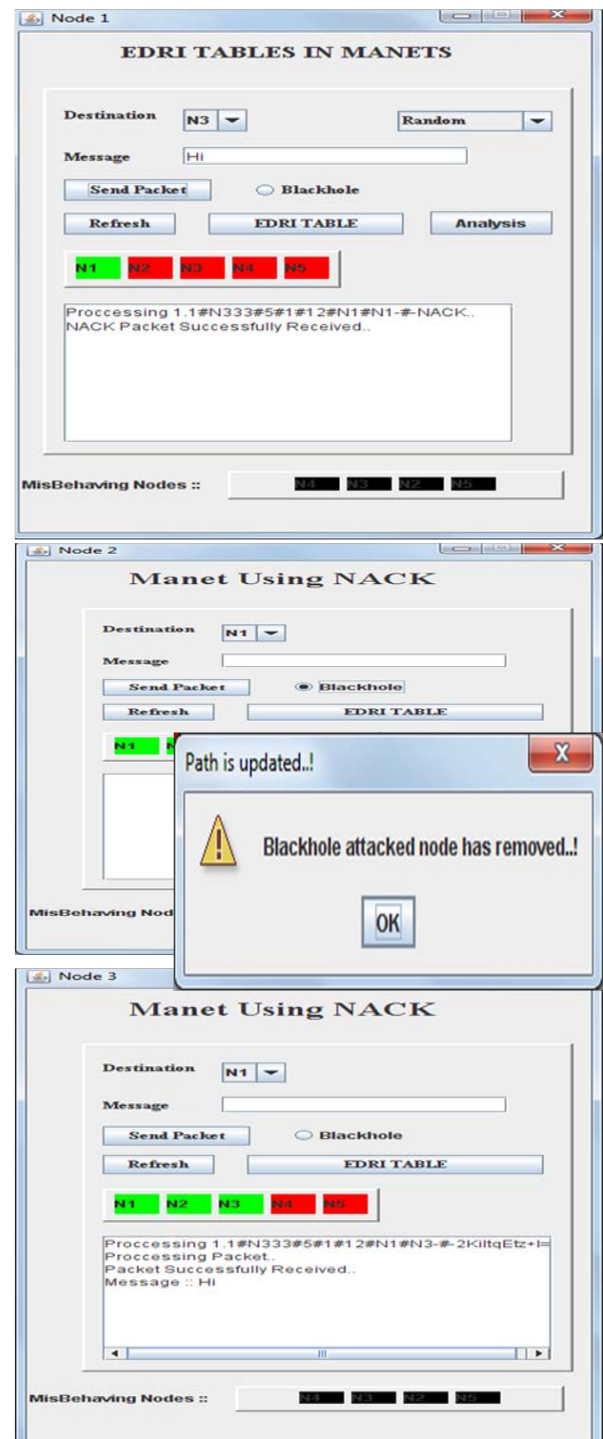 Node 1
EDRI TABLES IN MANETS
Destination N3 Random
Message Hi
Send Packet Blackhole
Refresh EDRI TABLE Analysis
N1 N2 N3 N4 N5
Proccessing 1.1#N333#5#1#12#N1#N1-#-NACK..
NACK Packet Successfully Received..
MisBehaving Nodes :: N4 N3 N2 N5
Node 2
Manet Using NACK
Destination N1
Message
Send Packet Blackhole
Refresh EDRI TABLE
N1
Path is updated..!
Blackhole attacked node has removed..!
OK
MisBehaving Nod
Node 3
Manet Using NACK
Destination N1
Message
Send Packet Blackhole
Refresh EDRI TABLE
N1 N2 N3 N4 N5
Proccessing 1.1#N333#5#1#12#N1#N3-#-2KiltqEtz+I=
Proccessing Packet..
Packet Successfully Received..
Message :: Hi
MisBehaving Nodes :: N4 N3 N2 N5